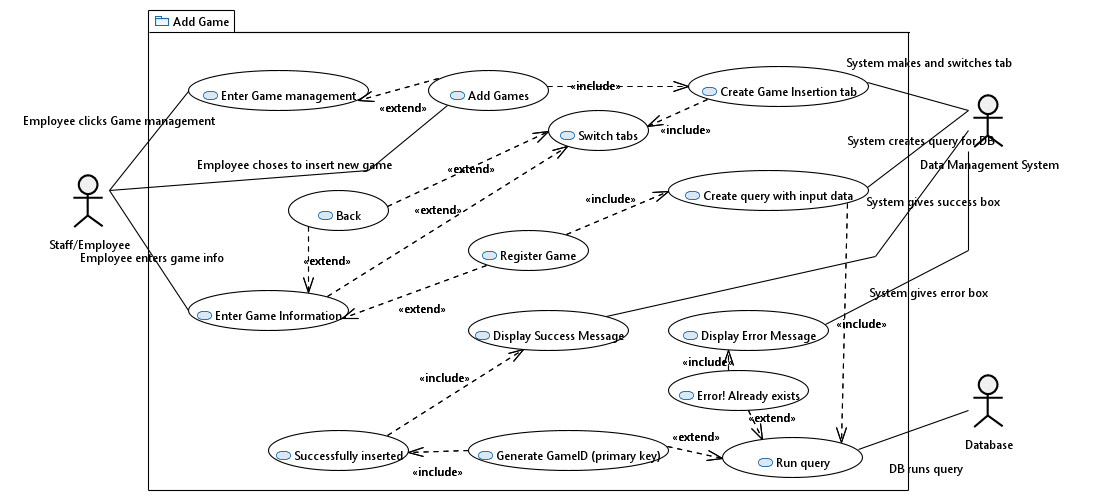 Add Game
System makes and switches tab
Enter Game management
Add Games
«include»
Create Game Insertion tab
«extend»
Employee clicks Game management
Switch tabs
«include»
System creates query for DB
Employee choses to insert new game
«extend»
Data Management System
Create query with input data
«include»
System gives success box
Back
«extend»
Staff/Employee
Employee enters game info
«extend»
Register Game
System gives error box
Enter Game Information
«extend»
«include»
Display Success Message
Display Error Message
«include»
«include»
Error! Already exists
«extend»
«extend»
Database
Successfully inserted
Generate GameID (primary key)
Run query
«include»
DB runs query